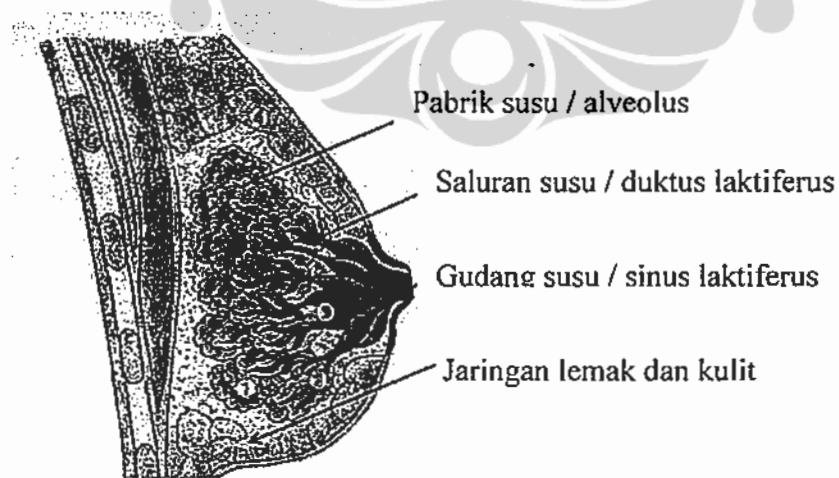 Pabrik susu / alveolus
Saluran susu / duktus laktiferus
Gudang susu / sinus laktiferus
Jaringan lemak dan kulit